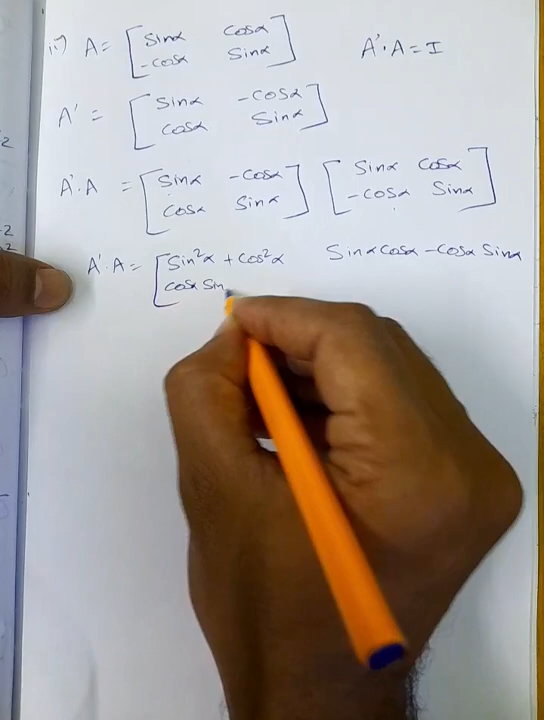 ii) A = [ Sinα Cosα A'·A = I
-cosα Sinα ]
A' = [ Sinα -Cosα
cosα Sinα ]
A'·A = [ Sinα -Cosα ] [ Sinα Cosα
Cosα Sinα ] [ -Cosα Sinα ]
A'·A = [ Sin²α + Cos²α Sinα Cosα - Cosα Sinα
cosα Sin